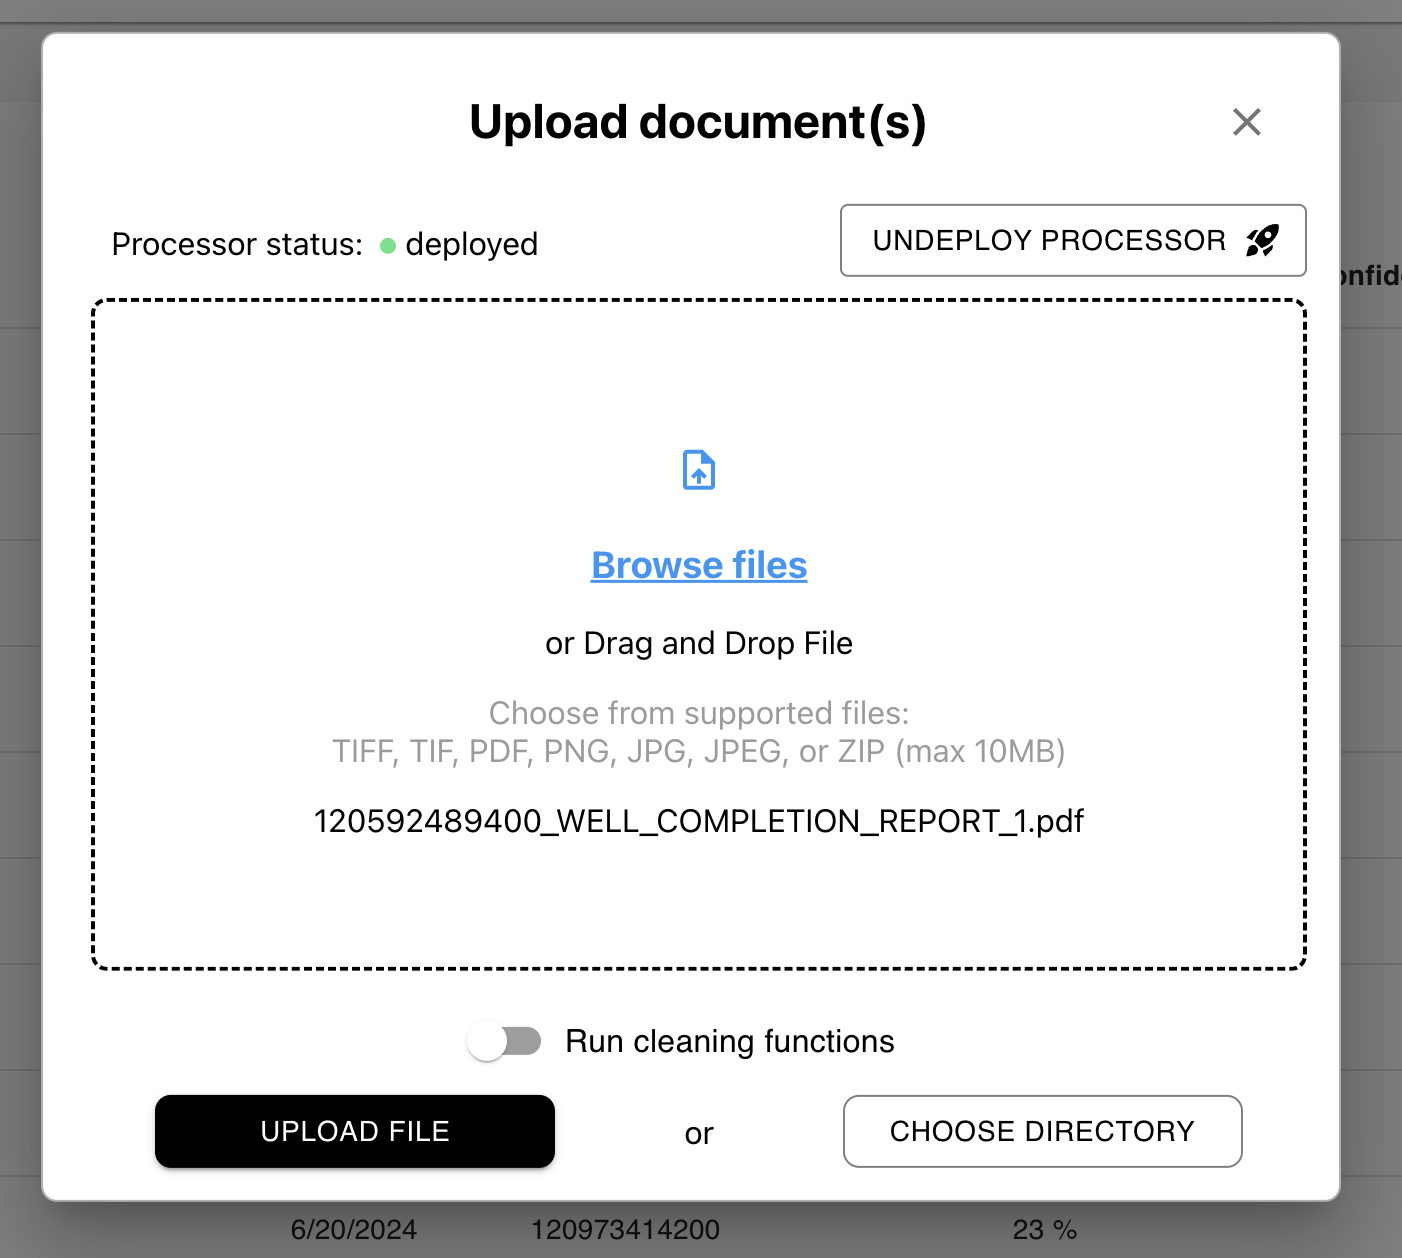 Upload document(s)
Processor status: deployed
UNDEPLOY PROCESSOR
Browse files
or Drag and Drop File
Choose from supported files:
TIFF, TIF, PDF, PNG, JPG, JPEG, or ZIP (max 10MB)
120592489400_WELL_COMPLETION_REPORT_1.pdf
Run cleaning functions
UPLOAD FILE
or
CHOOSE DIRECTORY
6/20/2024 120973414200 23 %